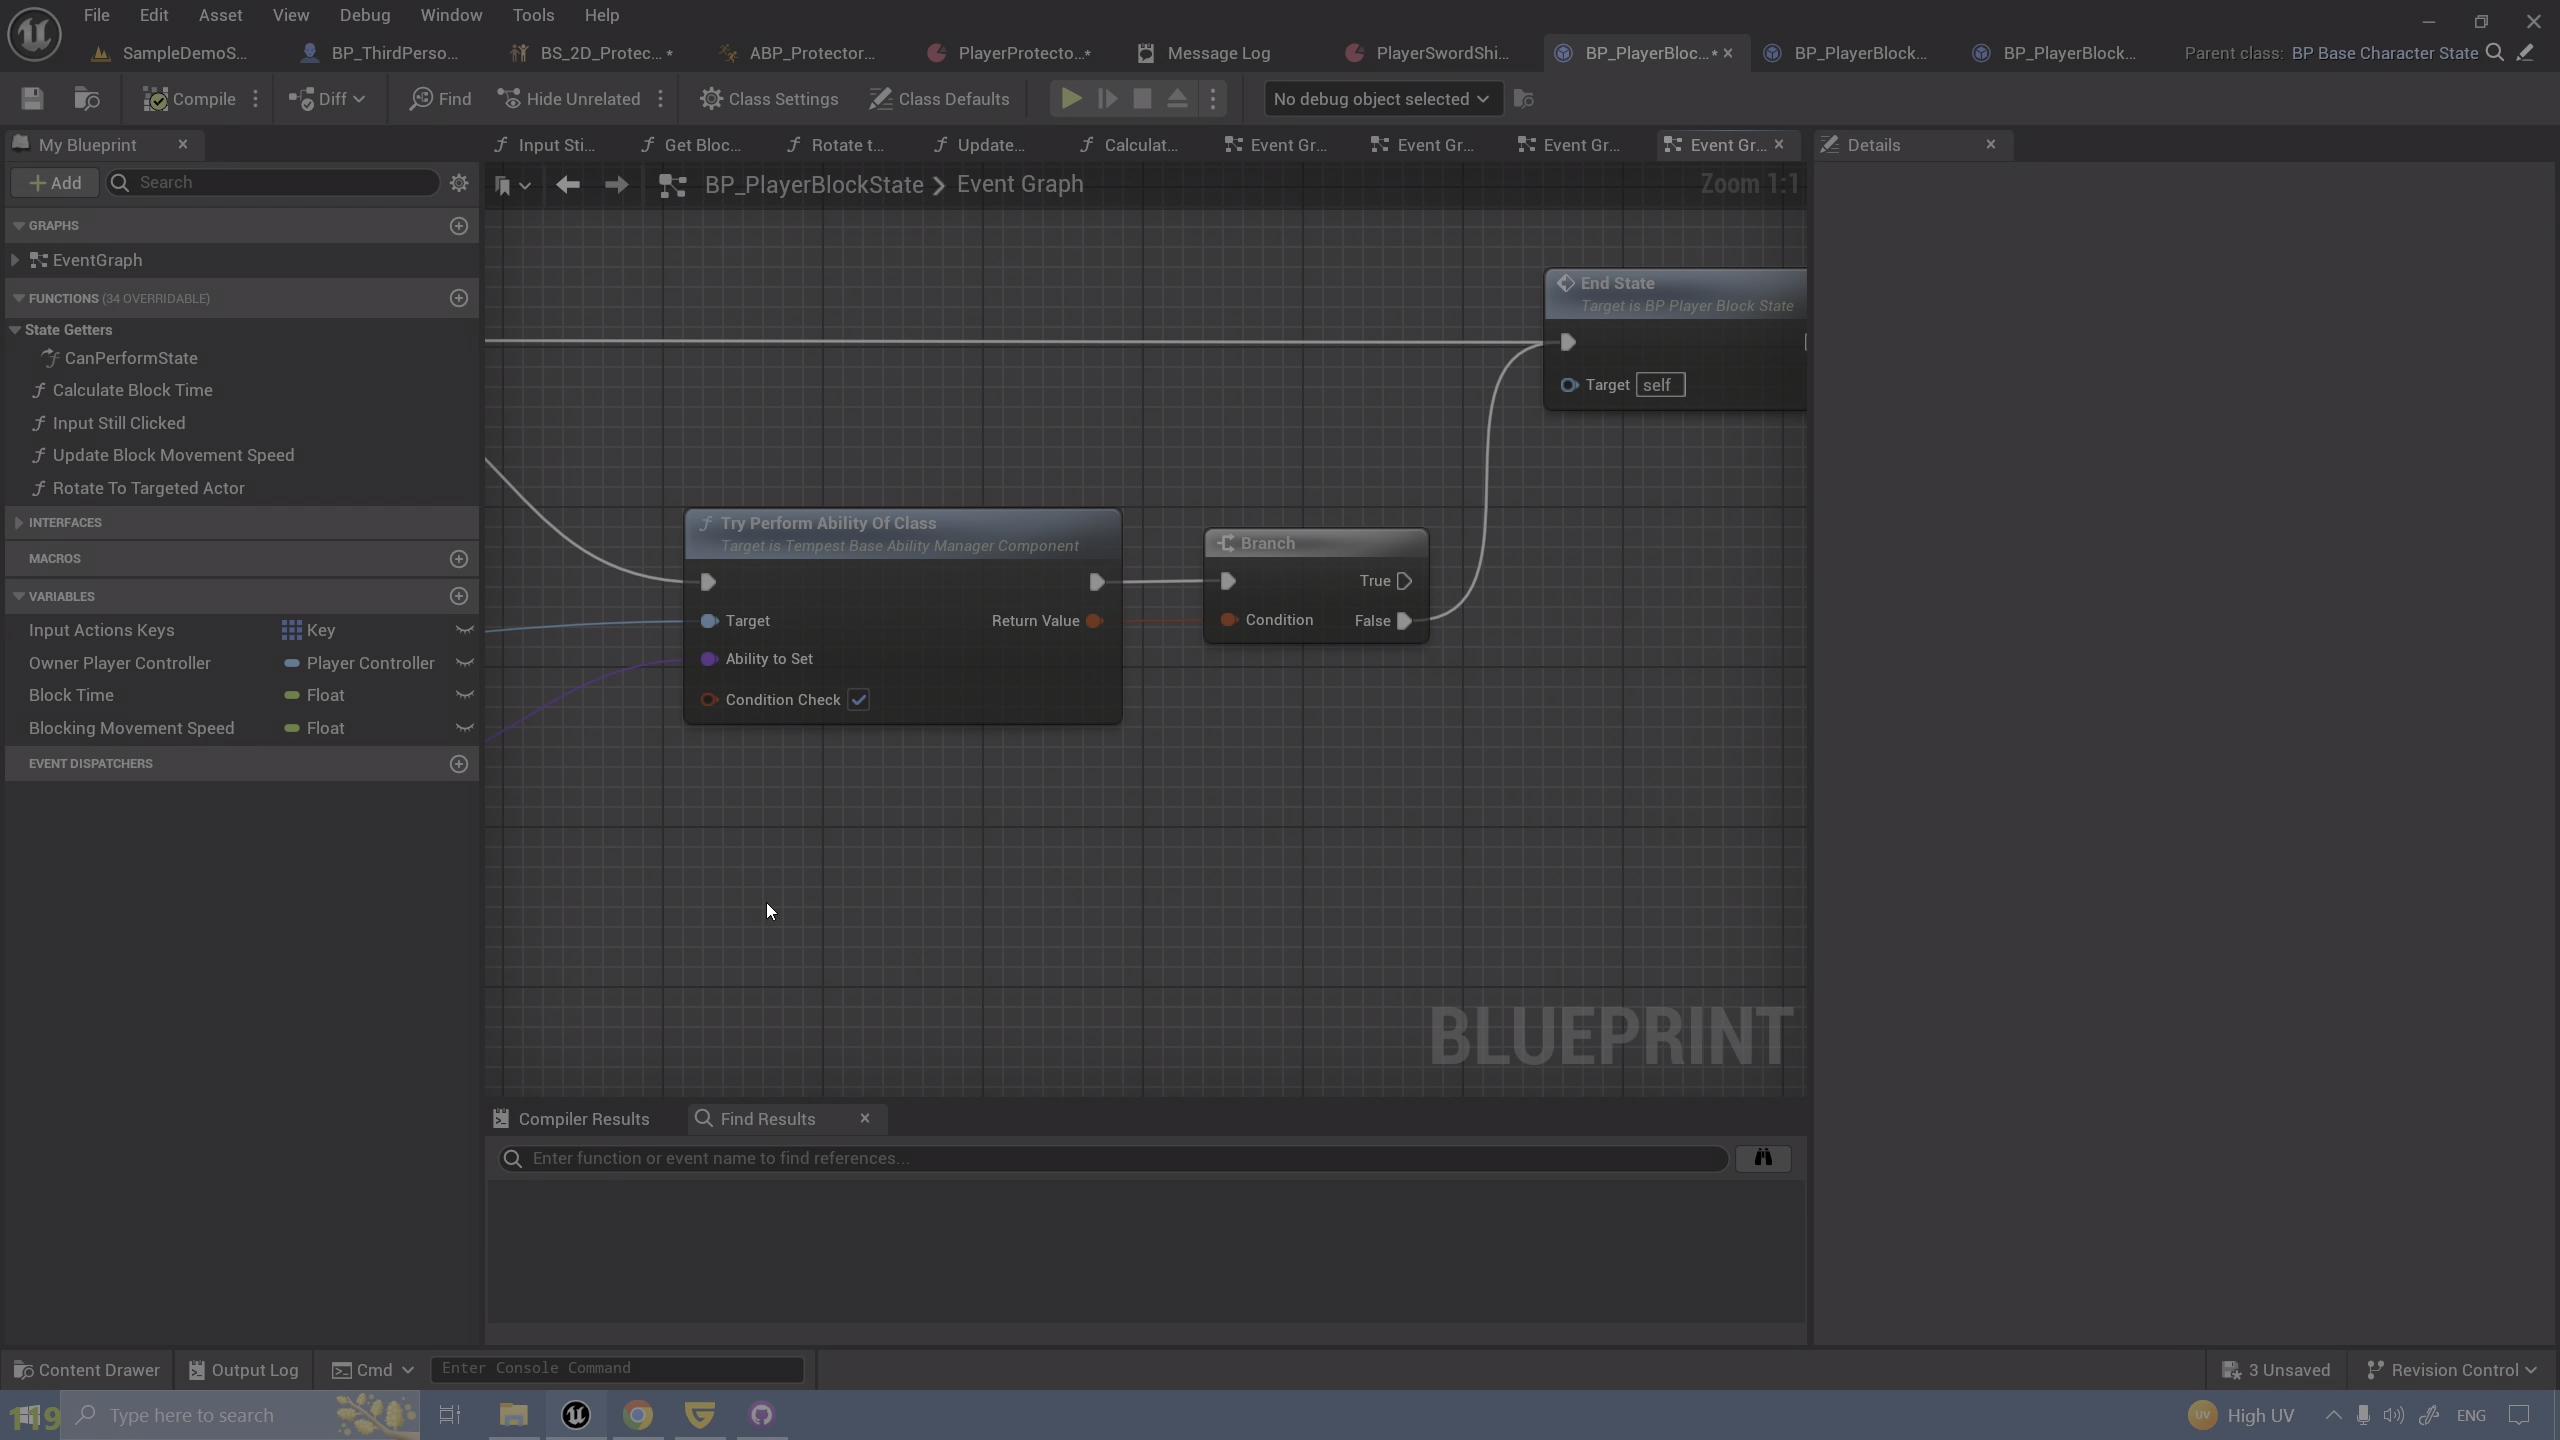 File Edit Asset View Debug Window Tools Help
SampleDemoS... BP_ThirdPerso... BS_2D_Protec...* ABP_Protector... PlayerProtecto...* Message Log PlayerSwordShi... BP_PlayerBloc...* BP_PlayerBlock... BP_PlayerBlock... Parent class: BP Base Character State
Compile Diff Find Hide Unrelated Class Settings Class Defaults No debug object selected
My Blueprint Input Sti... Get Bloc... Rotate t... Update... Calculat... Event Gr... Event Gr... Event Gr... Event Gr... Details
Add Search BP_PlayerBlockState > Event Graph Zoom 1:1
GRAPHS
EventGraph
FUNCTIONS (34 OVERRIDABLE)
State Getters
CanPerformState
Calculate Block Time
Input Still Clicked
Update Block Movement Speed
Rotate To Targeted Actor
INTERFACES
MACROS
VARIABLES
Input Actions Keys Key
Owner Player Controller Player Controller
Block Time Float
Blocking Movement Speed Float
EVENT DISPATCHERS
End State
Target is BP Player Block State
Target self
Try Perform Ability Of Class
Target is Tempest Base Ability Manager Component
Target Return Value
Ability to Set
Condition Check
Branch
True
Condition False
BLUEPRINT
Compiler Results Find Results
Enter function or event name to find references...
Content Drawer Output Log Cmd Enter Console Command 3 Unsaved Revision Control
119 Type here to search UV High UV ENG